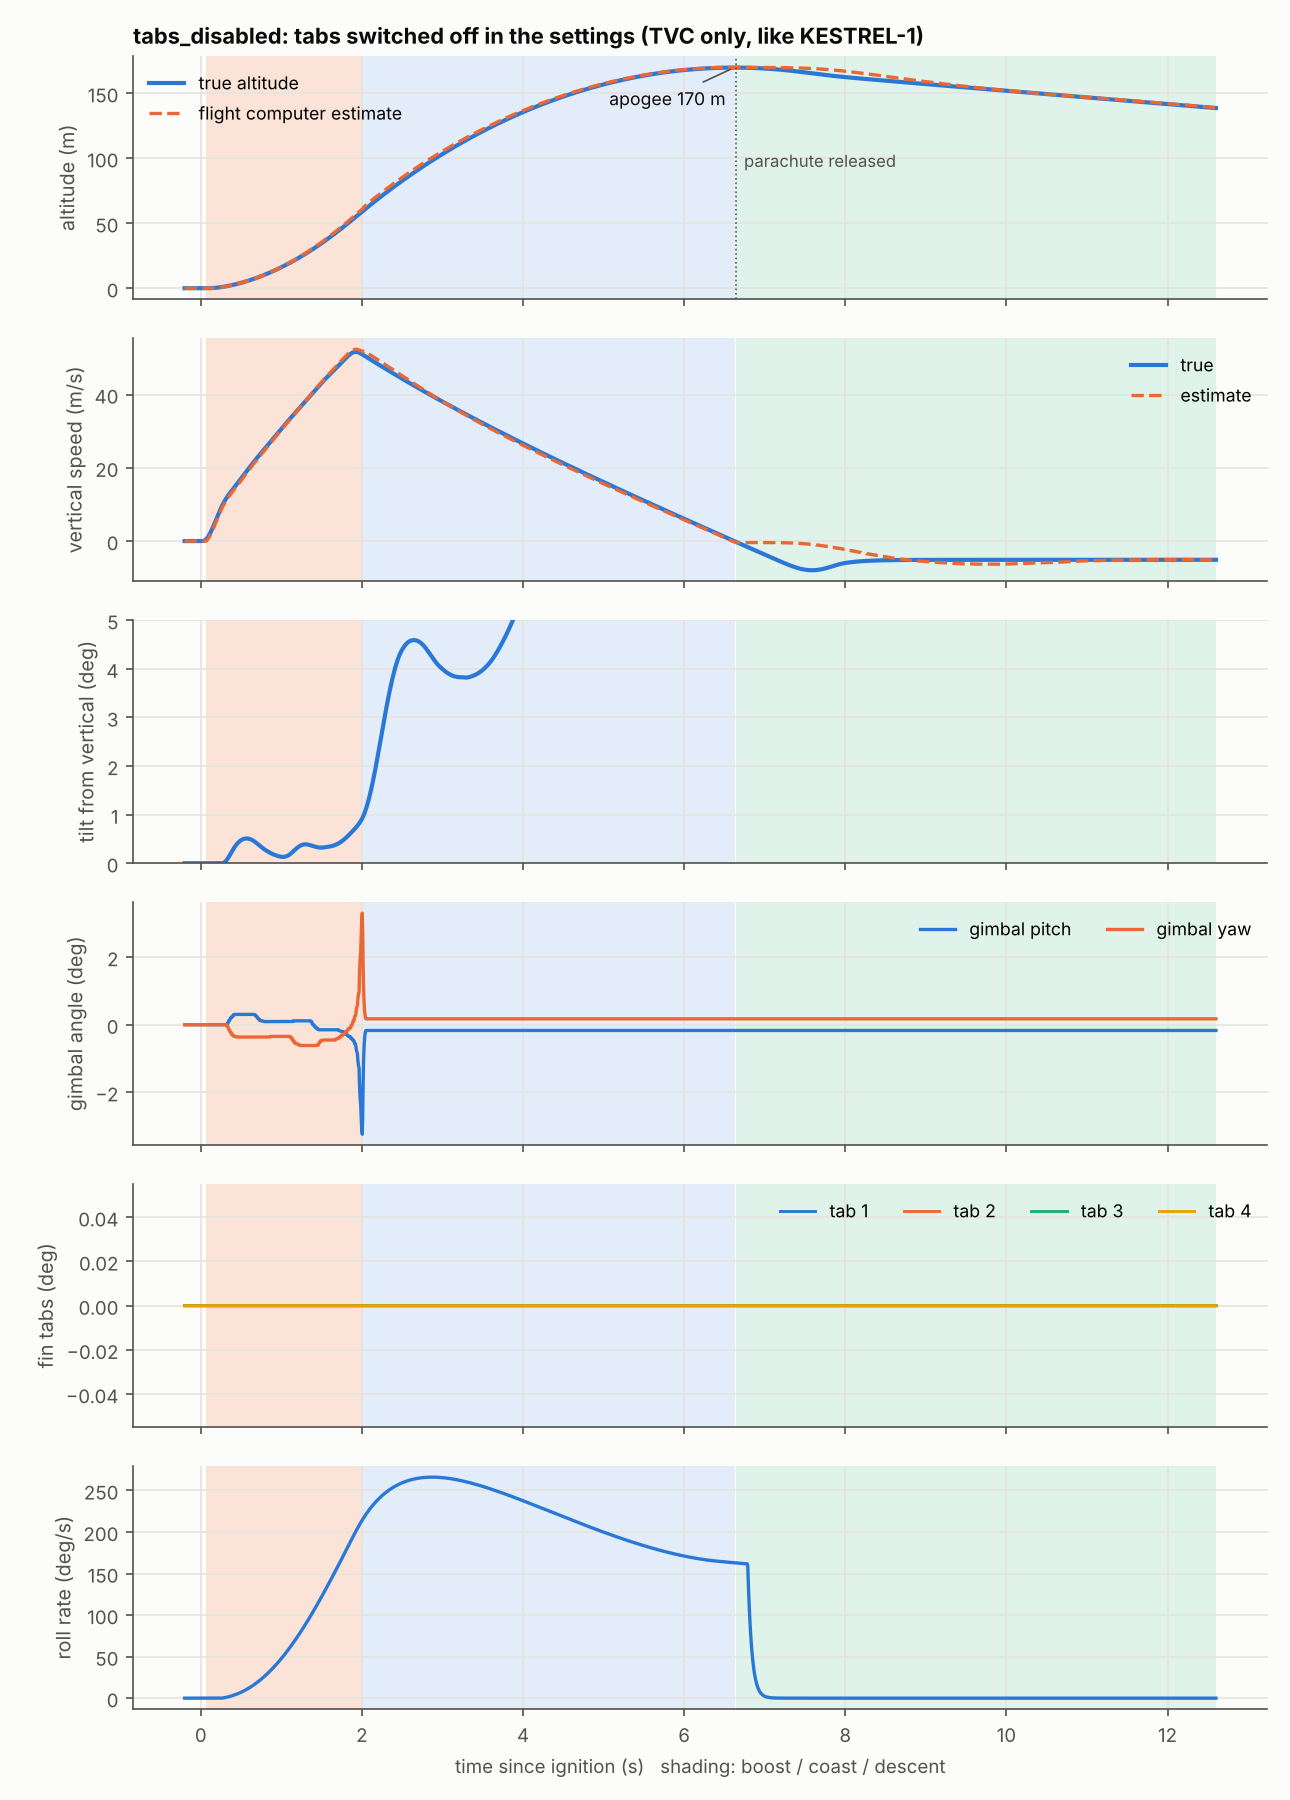 tabs_disabled: tabs switched off in the settings (TVC only, like KESTREL-1)
true altitude
flight computer estimate
apogee 170 m
parachute released
altitude (m)
150
100
50
0
true
estimate
vertical speed (m/s)
40
20
0
tilt from vertical (deg)
5
4
3
2
1
0
gimbal pitch
gimbal yaw
gimbal angle (deg)
2
0
−2
tab 1
tab 2
tab 3
tab 4
fin tabs (deg)
0.04
0.02
0.00
−0.02
−0.04
roll rate (deg/s)
250
200
150
100
50
0
0 2 4 6 8 10 12
time since ignition (s) shading: boost / coast / descent